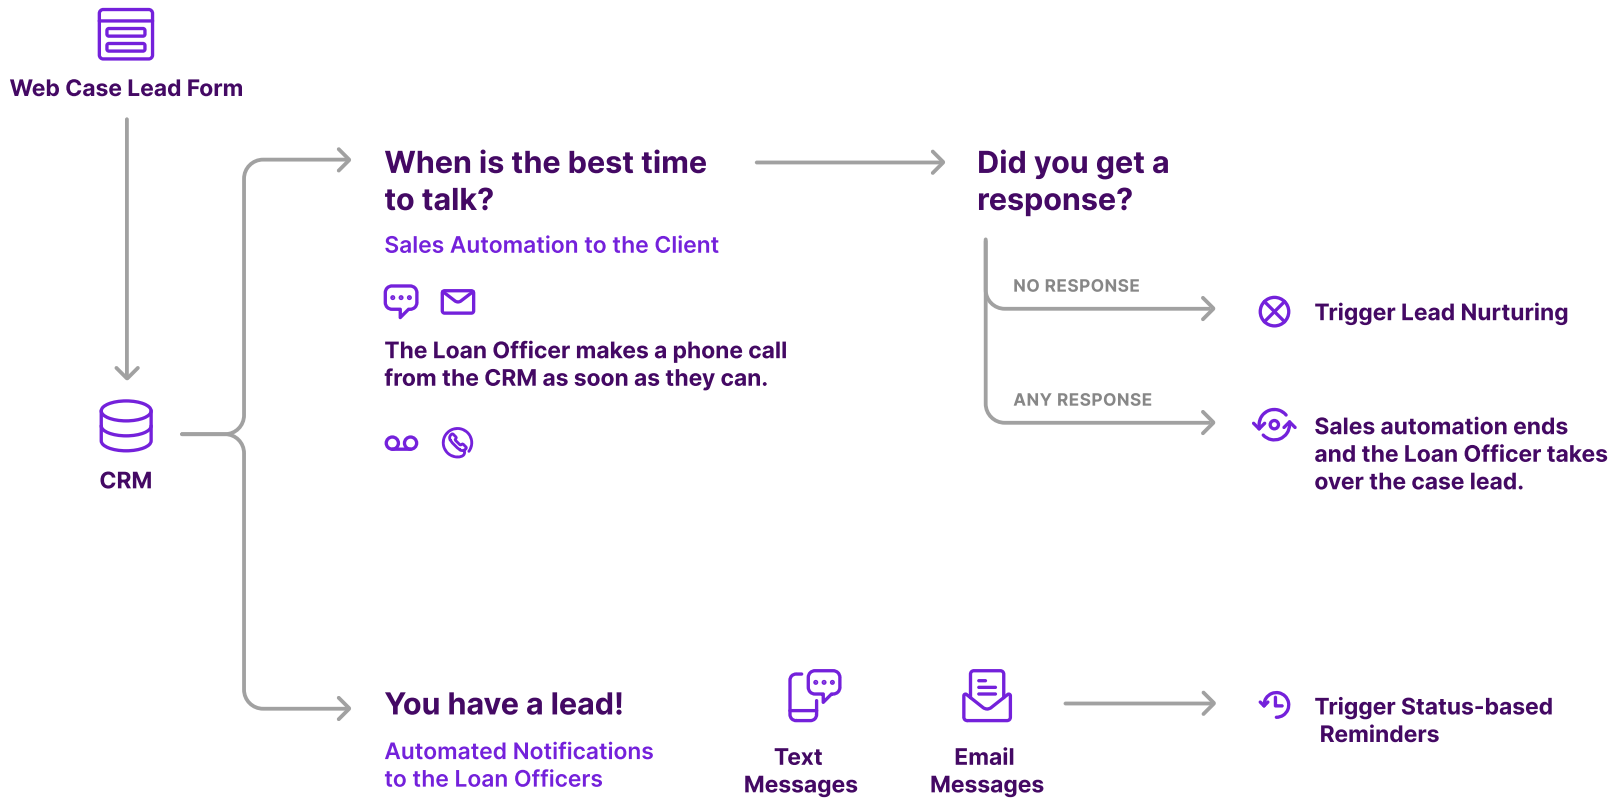 Web Case Lead Form
CRM
When is the best time
to talk?
Sales Automation to the Client
The Loan Officer makes a phone call
from the CRM as soon as they can.
Did you get a
response?
NO RESPONSE
Trigger Lead Nurturing
ANY RESPONSE
Sales automation ends
and the Loan Officer takes
over the case lead.
You have a lead!
Automated Notifications
to the Loan Officers
Text
Messages
Email
Messages
Trigger Status-based
Reminders